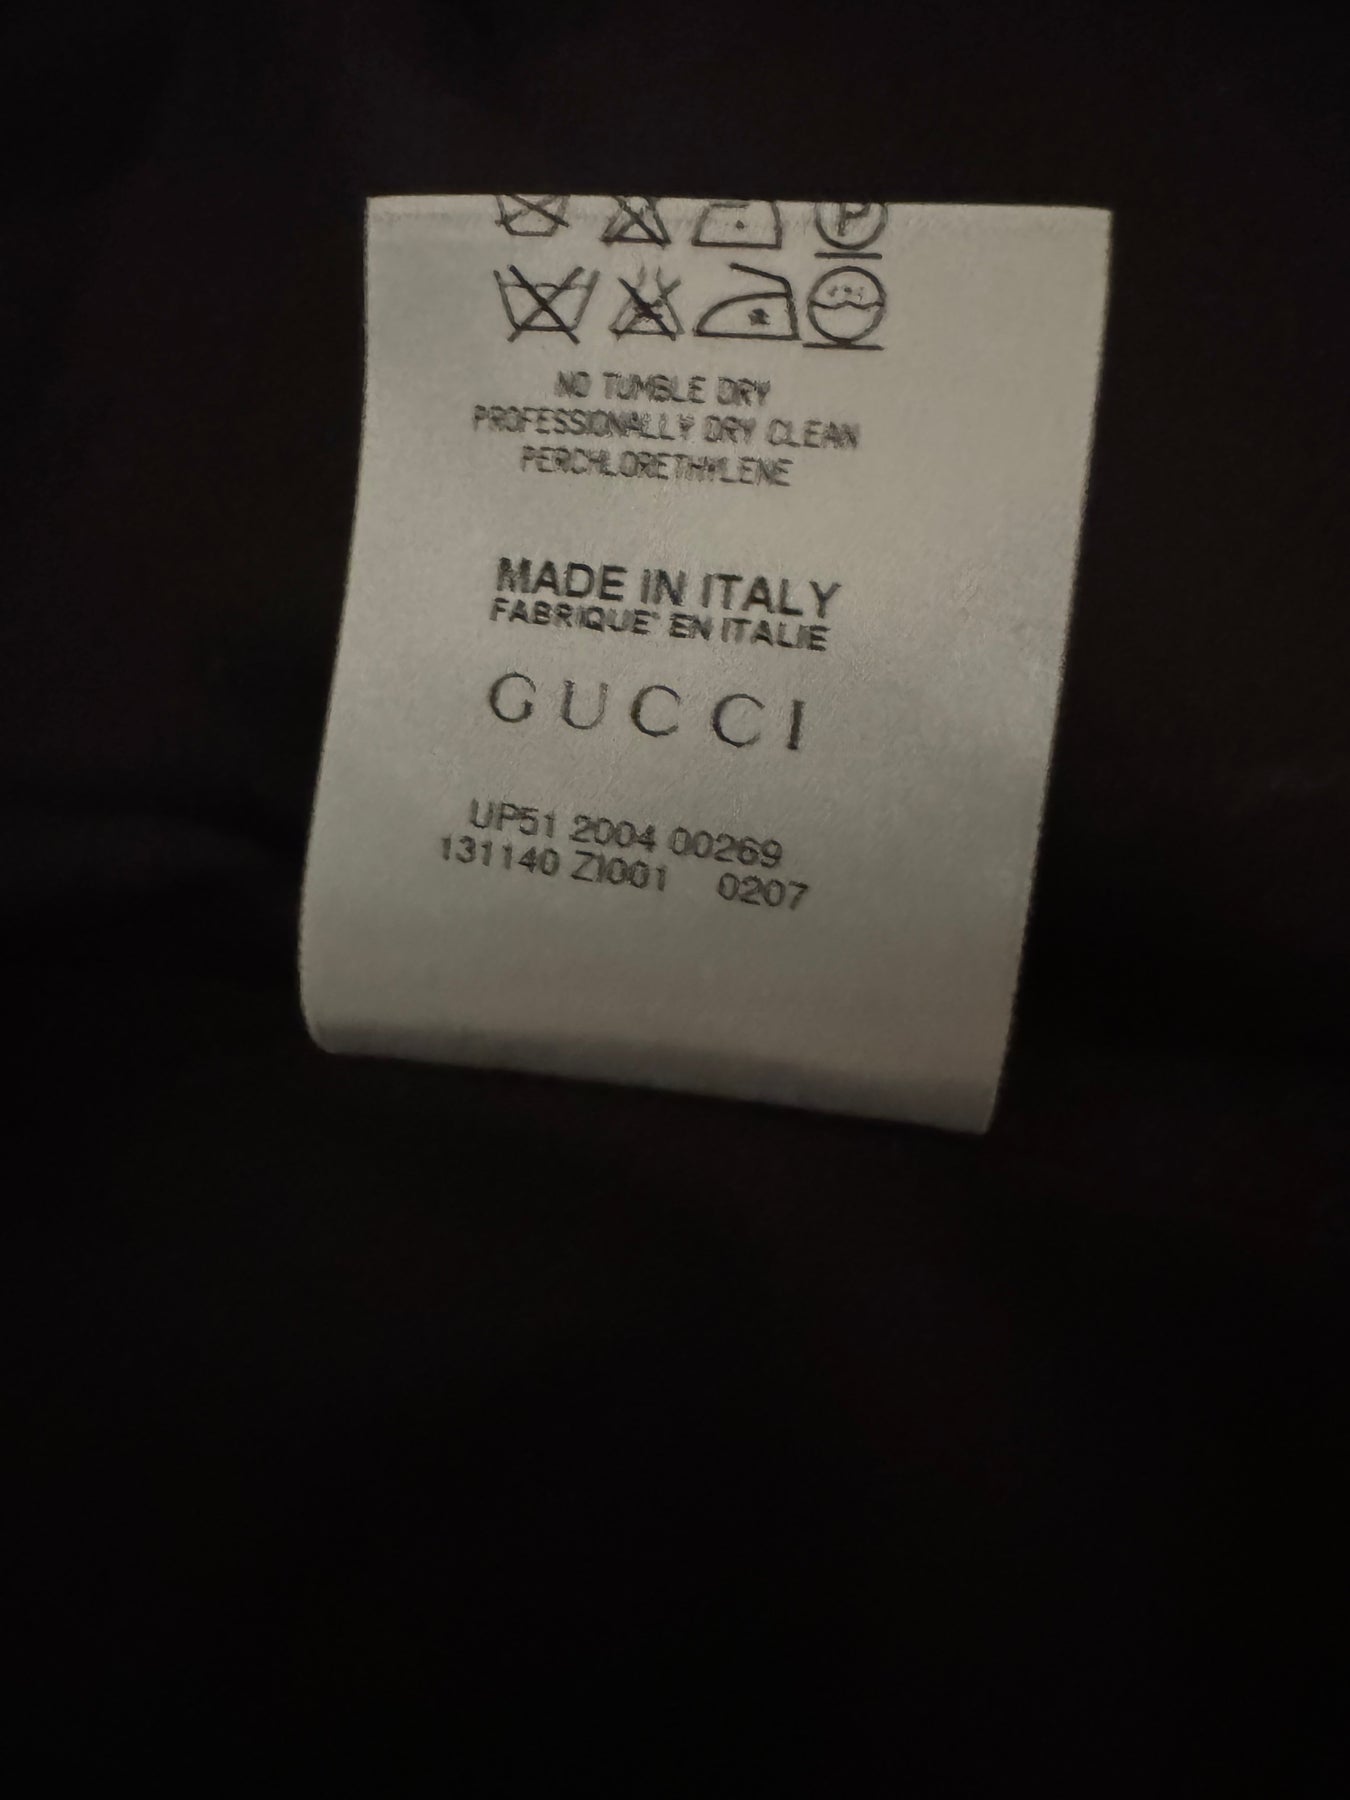 P
NO TUMBLE DRY
PROFESSIONALLY DRY CLEAN
PERCHLORETHYLENE
MADE IN ITALY
FABRIQUE' EN ITALIE
GUCCI
UP51 2004 00269
131140 ZI001 0207